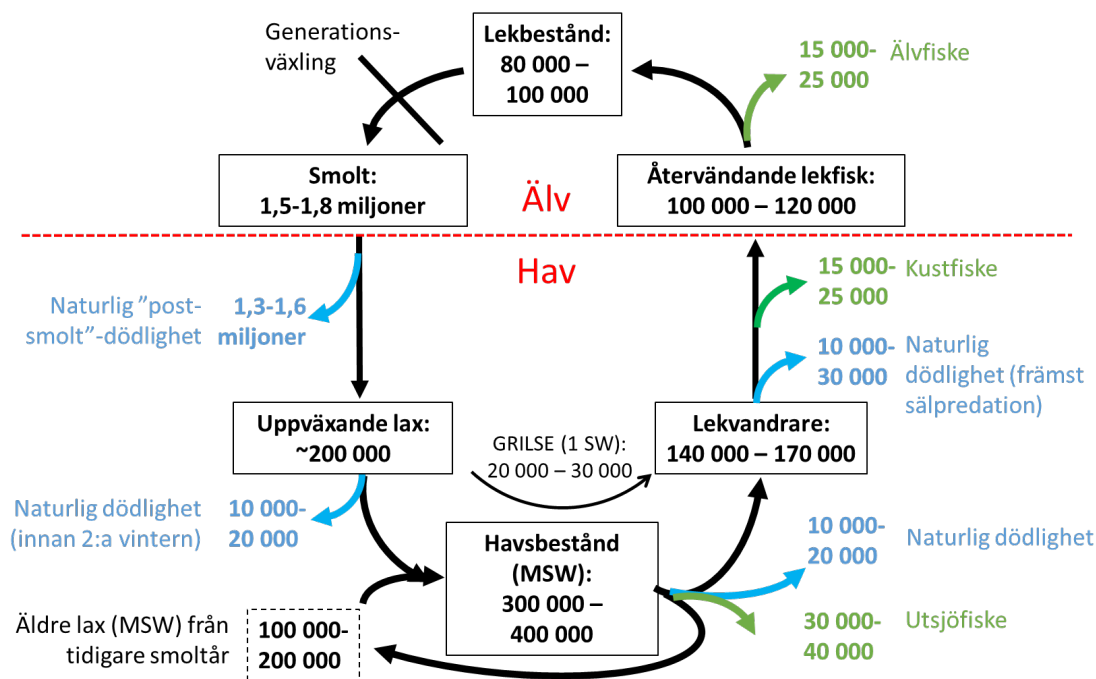 Generations-
växling
Lekbestånd:
80 000 –
100 000
15 000-
25 000
Älvfiske
Smolt:
1,5-1,8 miljoner
Älv
Återvändande lekfisk:
100 000 – 120 000
Hav
Naturlig ”post-
smolt”-dödlighet
1,3-1,6
miljoner
15 000-
25 000
Kustfiske
10 000-
30 000
Naturlig
dödlighet (främst
sälpredation)
Uppväxande lax:
~200 000
GRILSE (1 SW):
20 000 – 30 000
Lekvandrare:
140 000 – 170 000
Naturlig dödlighet
(innan 2:a vintern)
10 000-
20 000
Havsbestånd
(MSW):
300 000 –
400 000
10 000-
20 000
Naturlig dödlighet
Äldre lax (MSW) från
tidigare smoltår
100 000-
200 000
30 000-
40 000
Utsjöfiske